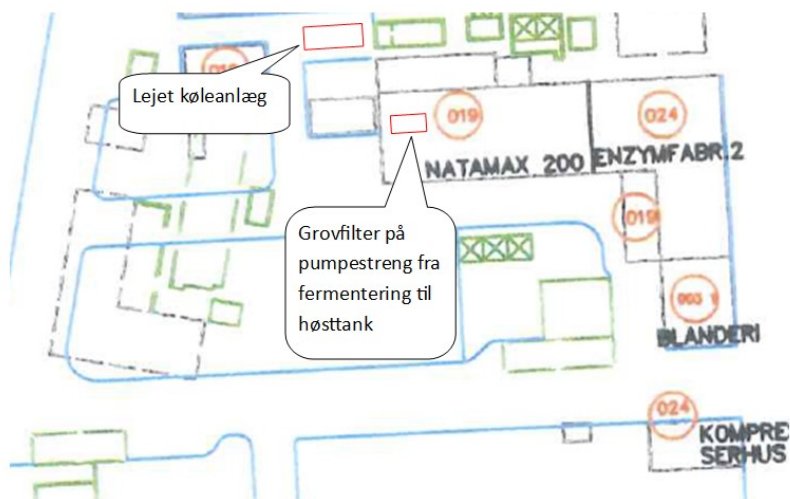 Lejet køleanlæg
019
024
NATAMAX 200
ENZYMFABR.2
019
Grovfilter på
pumpestreng fra
fermentering til
høsttank
BLANDERI
024
KOMPRE
SERHUS